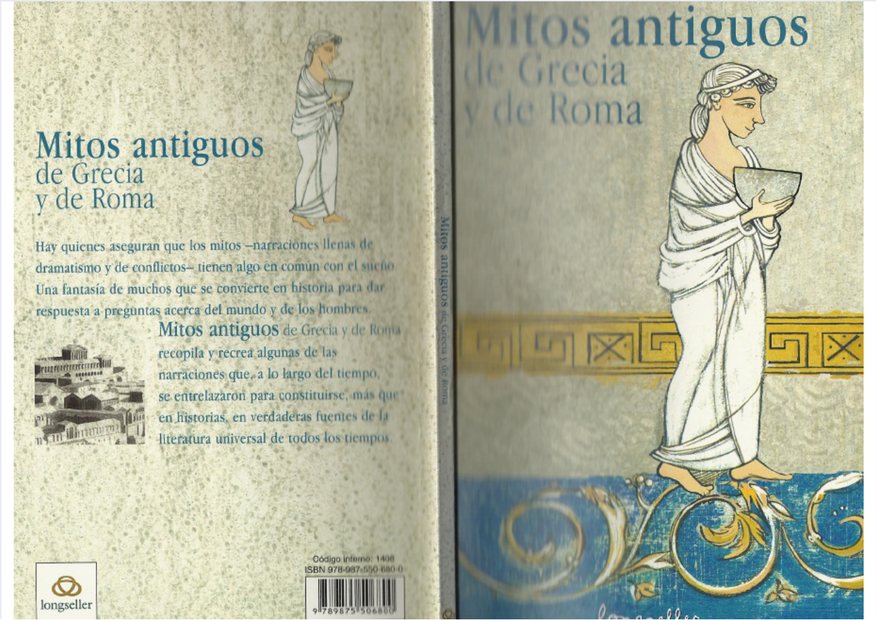 Mitos antiguos
de Grecia
y de Roma
Hay quienes aseguran que los mitos –narraciones llenas de
dramatismo y de conflictos– tienen algo en común con el sueño.
Una fantasía de muchos que se convierte en historia para dar
respuesta a preguntas acerca del mundo y de los hombres.
Mitos antiguos de Grecia y de Roma
recopila y recrea algunas de las
narraciones que, a lo largo del tiempo,
se entrelazaron para constituirse, más que
en historias, en verdaderas fuentes de la
literatura universal de todos los tiempos.
longseller
Código interno: 1408
ISBN 978-987-550-680-0
9 789875 506800
Mitos antiguos de Grecia y de Roma
Mitos antiguos
de Grecia
y de Roma
longseller